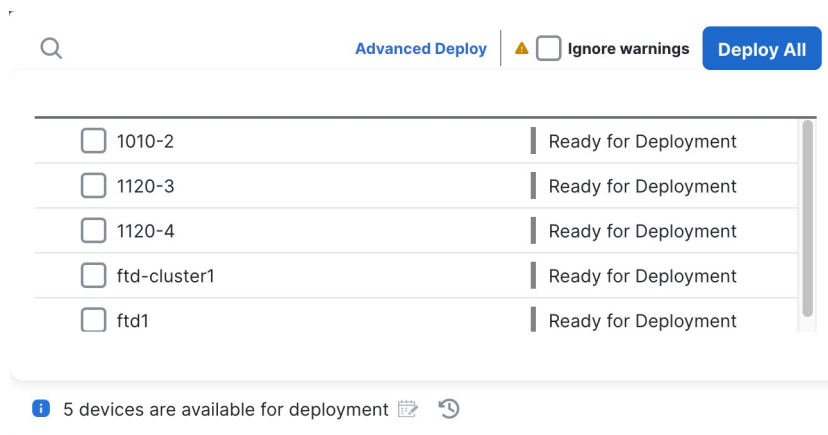 Advanced Deploy Ignore warnings Deploy All
1010-2 Ready for Deployment
1120-3 Ready for Deployment
1120-4 Ready for Deployment
ftd-cluster1 Ready for Deployment
ftd1 Ready for Deployment
5 devices are available for deployment